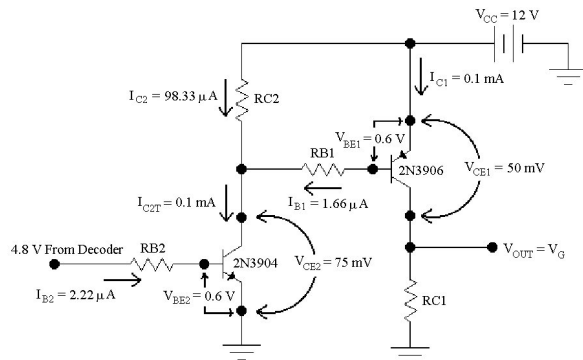 V_CC = 12 V
I_C2 = 98.33 µA
RC2
I_C1 = 0.1 mA
V_BE1 = 0.6 V
RB1
2N3906
V_CE1 = 50 mV
I_C2T = 0.1 mA
I_B1 = 1.66 µA
4.8 V From Decoder
RB2
2N3904
V_CE2 = 75 mV
V_OUT = V_G
I_B2 = 2.22 µA
V_BE2 = 0.6 V
RC1